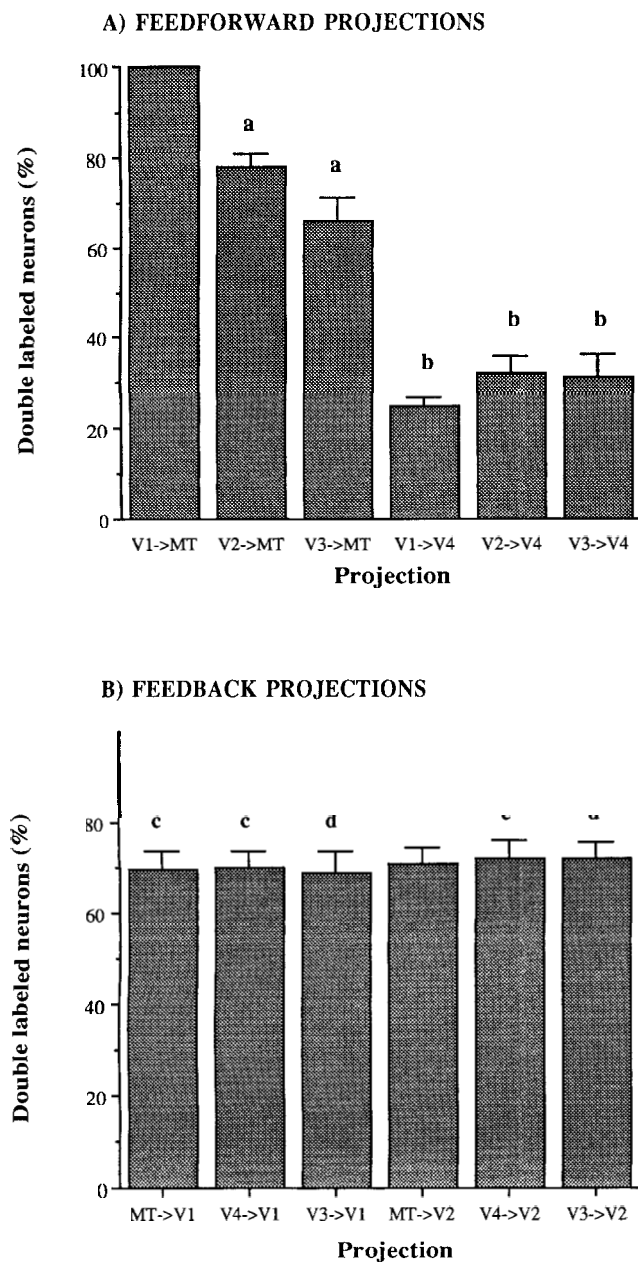 A) FEEDFORWARD PROJECTIONS
Double labeled neurons (%)
100
80
60
40
20
0
a
a
b
b
b
V1->MT V2->MT V3->MT V1->V4 V2->V4 V3->V4
Projection
B) FEEDBACK PROJECTIONS
Double labeled neurons (%)
80
60
40
20
0
c c d
MT->V1 V4->V1 V3->V1 MT->V2 V4->V2 V3->V2
Projection